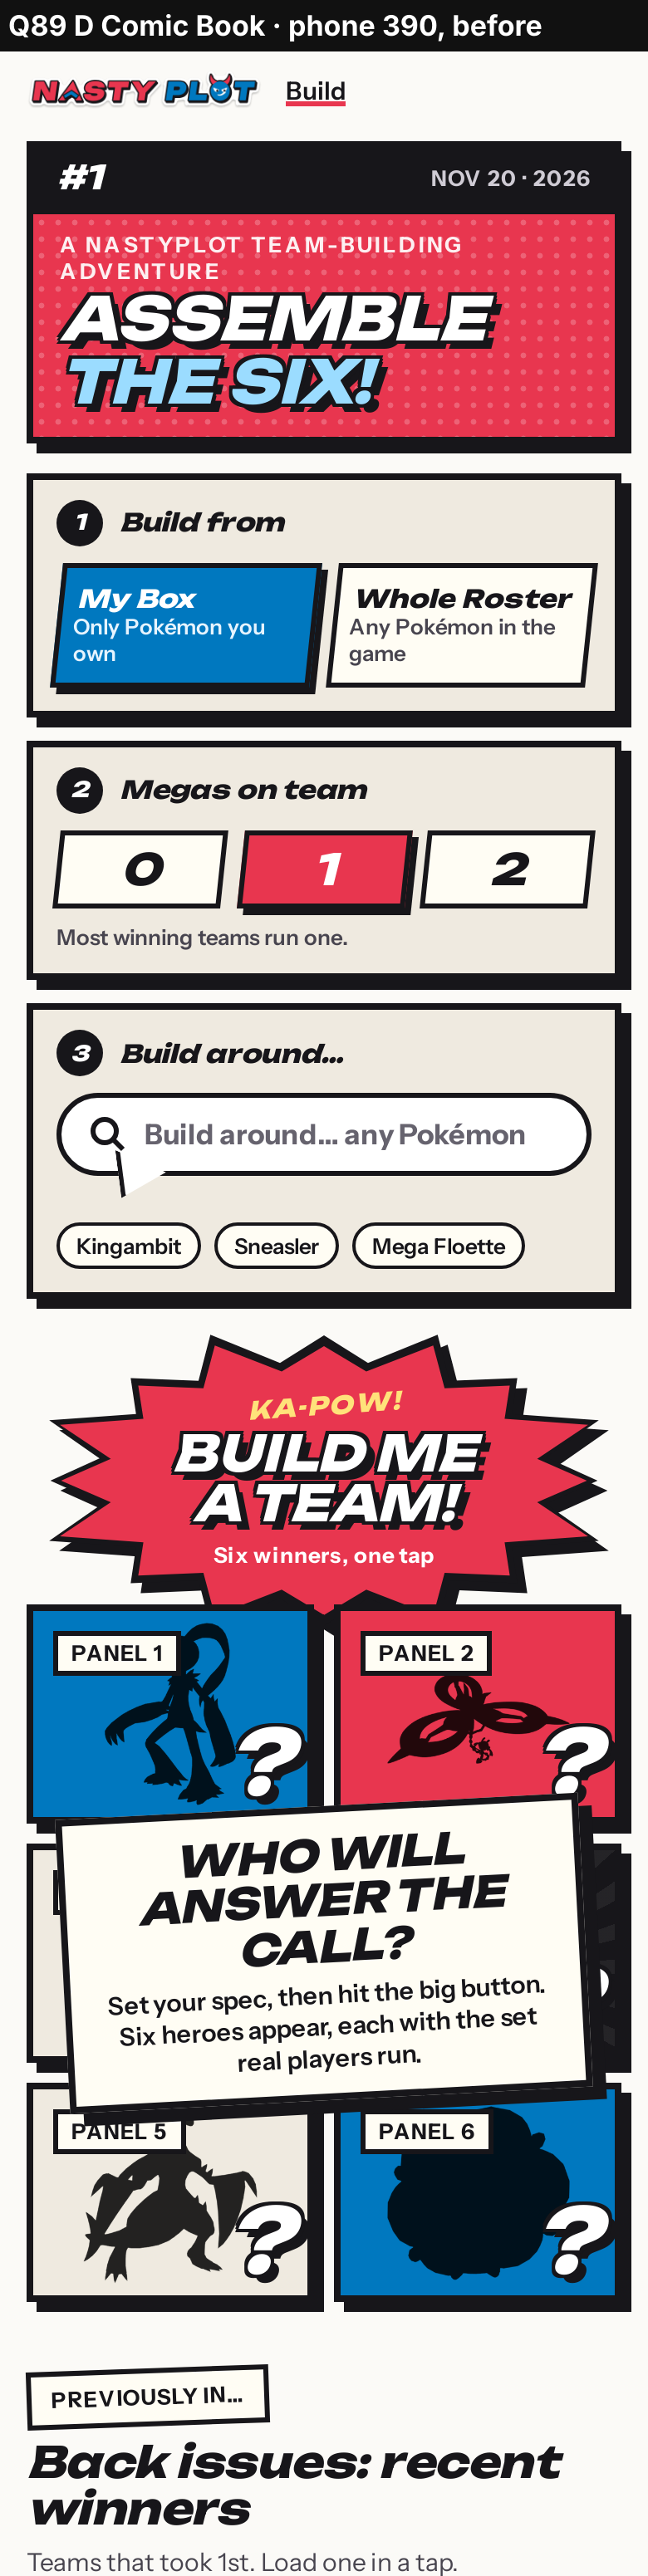 Q89 D Comic Book · phone 390, before
NASTY PLOT
Build
#1
NOV 20 · 2026
A NASTYPLOT TEAM-BUILDING
ADVENTURE
ASSEMBLE
THE SIX!
1 Build from
My Box
Only Pokémon you
own
Whole Roster
Any Pokémon in the
game
2 Megas on team
0
1
2
Most winning teams run one.
3 Build around...
Build around... any Pokémon
Kingambit
Sneasler
Mega Floette
KA-POW!
BUILD ME
A TEAM!
Six winners, one tap
PANEL 1
?
PANEL 2
?
WHO WILL
ANSWER THE
CALL?
Set your spec, then hit the big button.
Six heroes appear, each with the set
real players run.
PANEL 5
?
PANEL 6
?
PREVIOUSLY IN...
Back issues: recent
winners
Teams that took 1st. Load one in a tap.